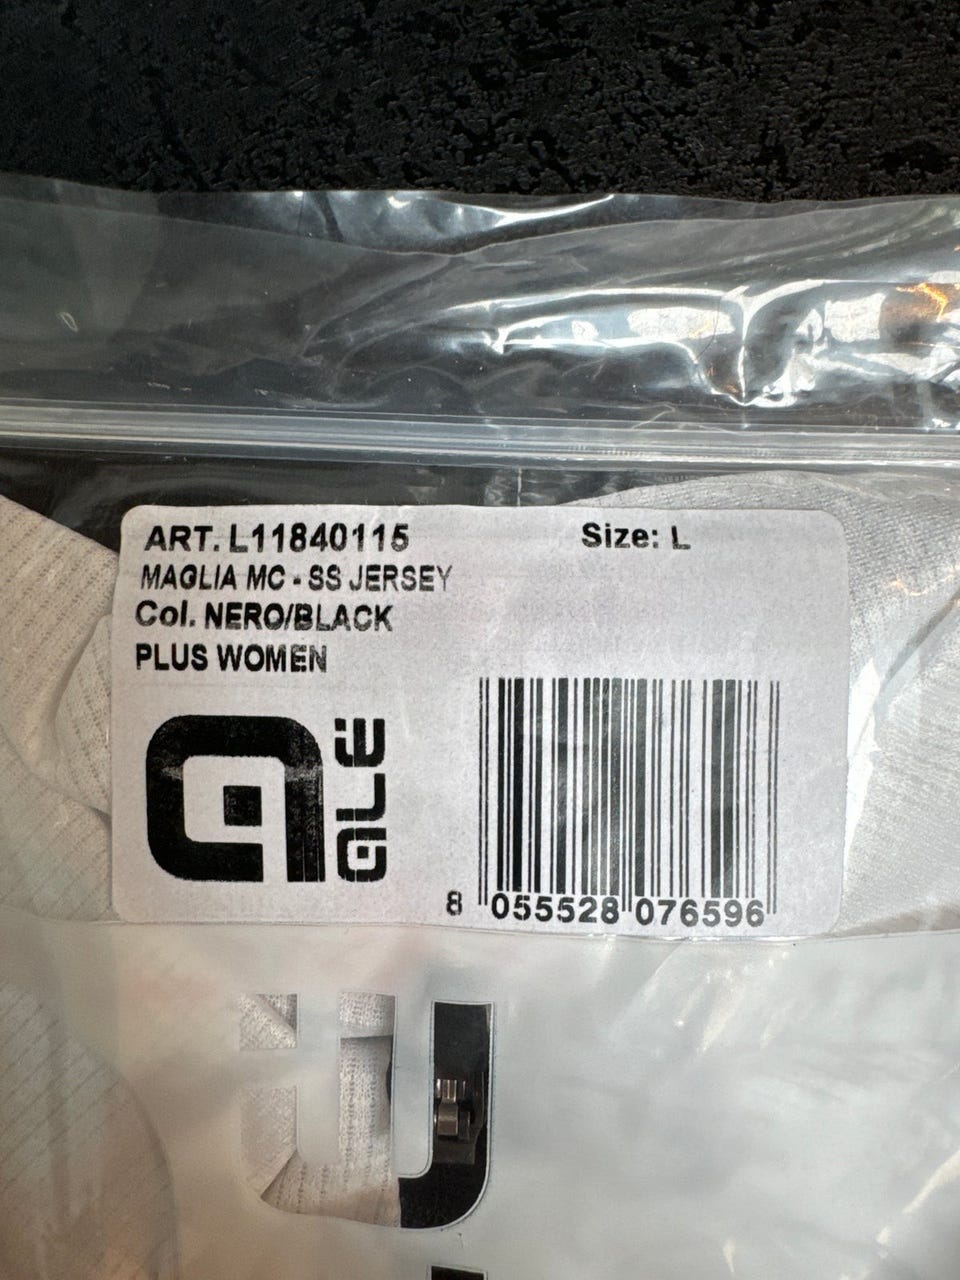 ART. L11840115
Size: L
MAGLIA MC - SS JERSEY
Col. NERO/BLACK
PLUS WOMEN
aLÉ
8 055528 076596